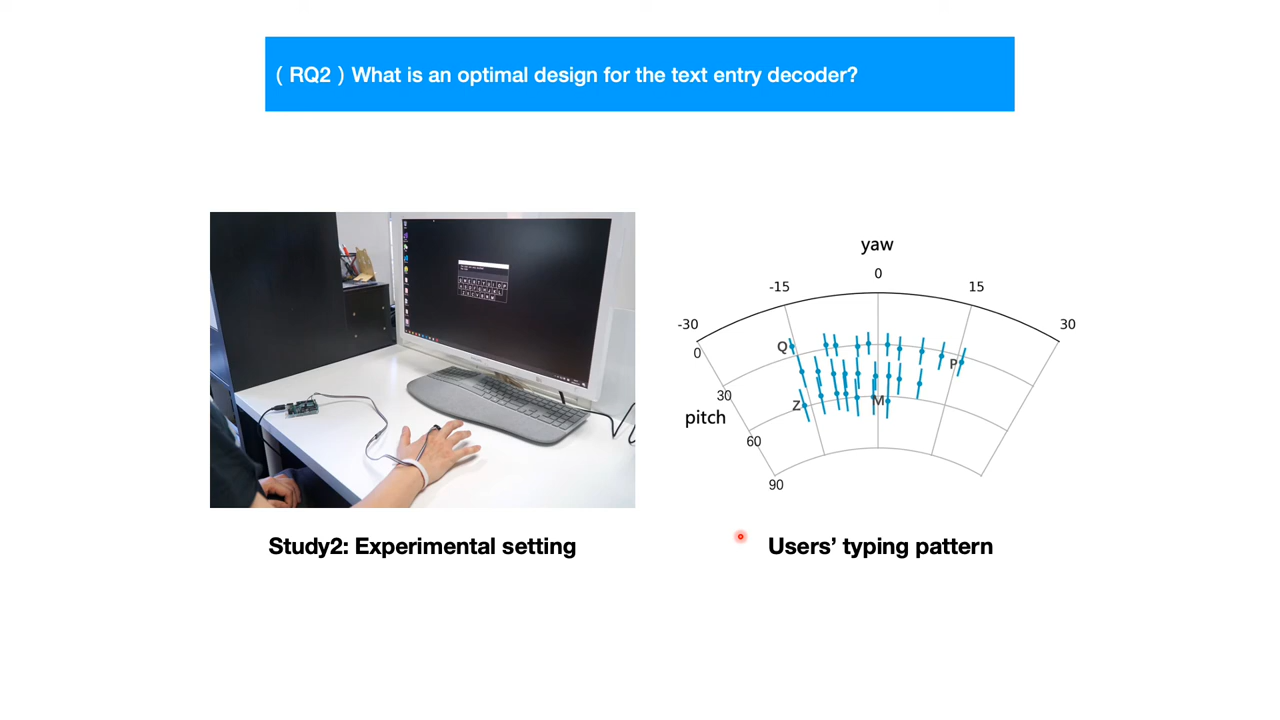 （RQ2）What is an optimal design for the text entry decoder?
yaw
0
-15
15
-30
30
0
Q
P
30
pitch
Z
M
60
90
Study2: Experimental setting
Users’ typing pattern